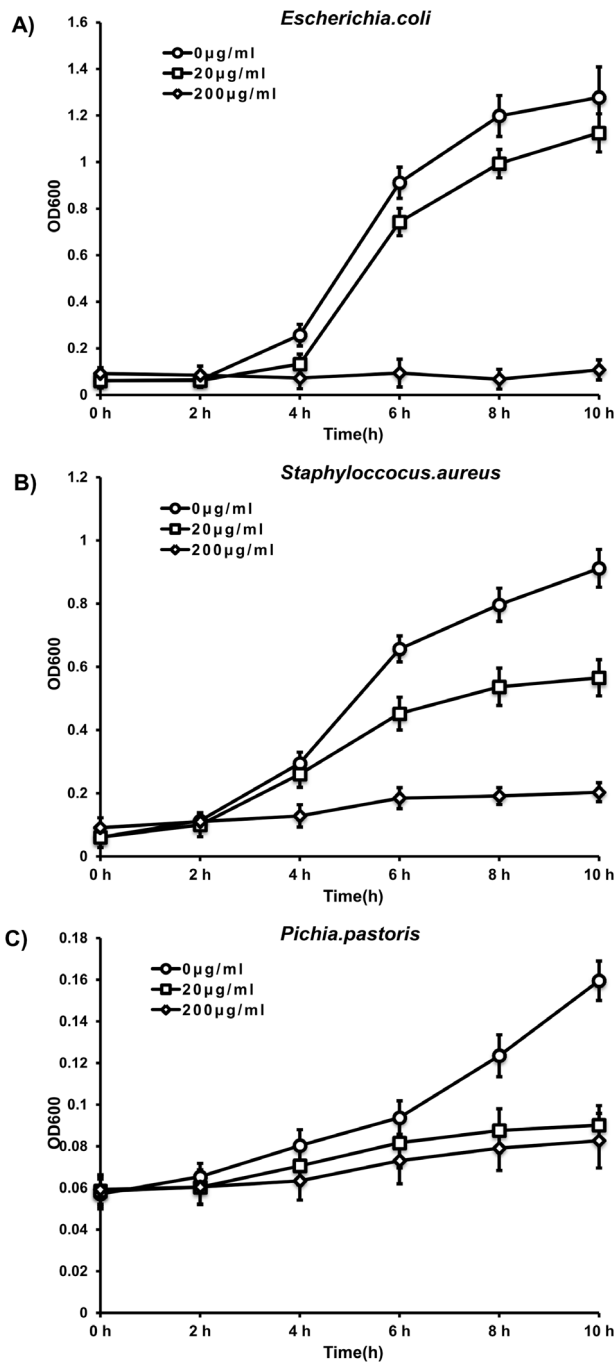 A)
Escherichia.coli
1.6
1.4
1.2
1
0.8
0.6
0.4
0.2
0
OD600
0µg/ml
20µg/ml
200µg/ml
0 h 2 h 4 h 6 h 8 h 10 h
Time(h)
B)
Staphyloccocus.aureus
1.2
1
0.8
0.6
0.4
0.2
0
OD600
0µg/ml
20µg/ml
200µg/ml
0 h 2 h 4 h 6 h 8 h 10 h
Time(h)
C)
Pichia.pastoris
0.18
0.16
0.14
0.12
0.1
0.08
0.06
0.04
0.02
0
OD600
0µg/ml
20µg/ml
200µg/ml
0 h 2 h 4 h 6 h 8 h 10 h
Time(h)